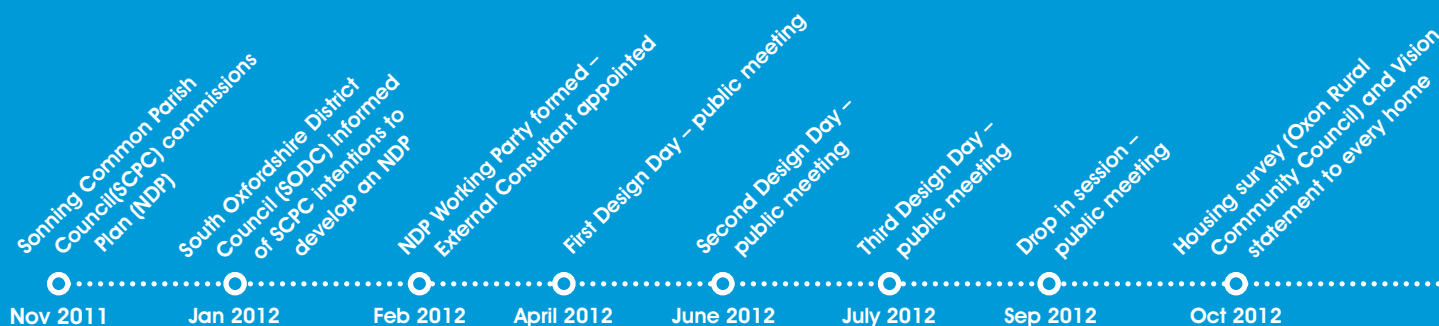 Sonning Common Parish
Council(SCPC) commissions
Plan (NDP)
South Oxfordshire District
Council (SODC) informed
of SCPC intentions to
develop an NDP
NDP Working Party formed –
External Consultant appointed
First Design Day – public meeting
Second Design Day –
public meeting
Third Design Day –
public meeting
Drop in session –
public meeting
Housing survey (Oxon Rural
Community Council) and Vision
statement to every home
Nov 2011
Jan 2012
Feb 2012
April 2012
June 2012
July 2012
Sep 2012
Oct 2012